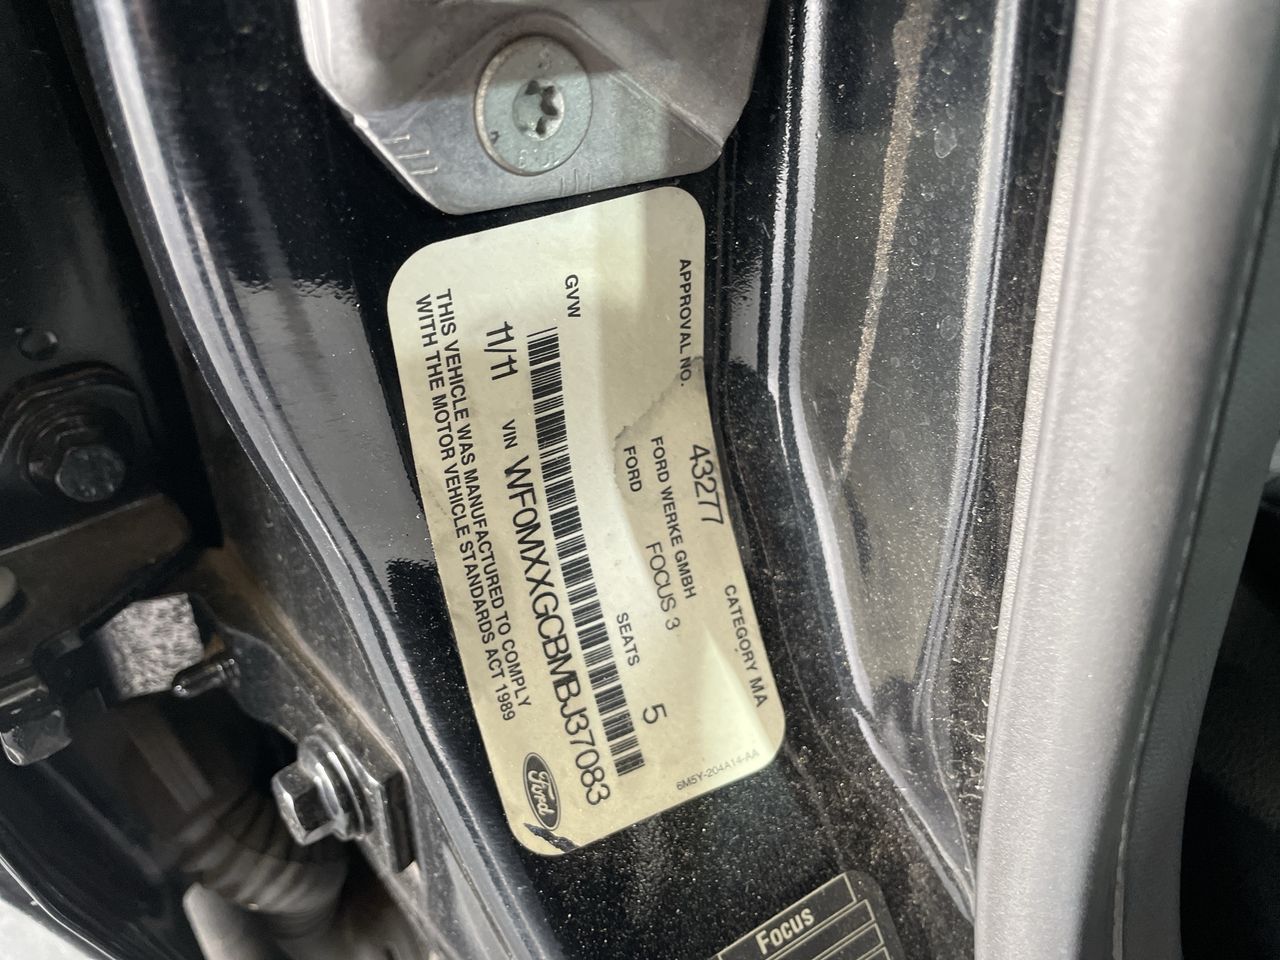 APPROVAL NO. 43277 CATEGORY MA
FORD WERKE GMBH
FORD FOCUS 3
GVW SEATS 5
11/11 VIN WF0MXXGCBMBJ37083
THIS VEHICLE WAS MANUFACTURED TO COMPLY
WITH THE MOTOR VEHICLE STANDARDS ACT 1989
Ford
6M5Y-204A14-AA
Focus